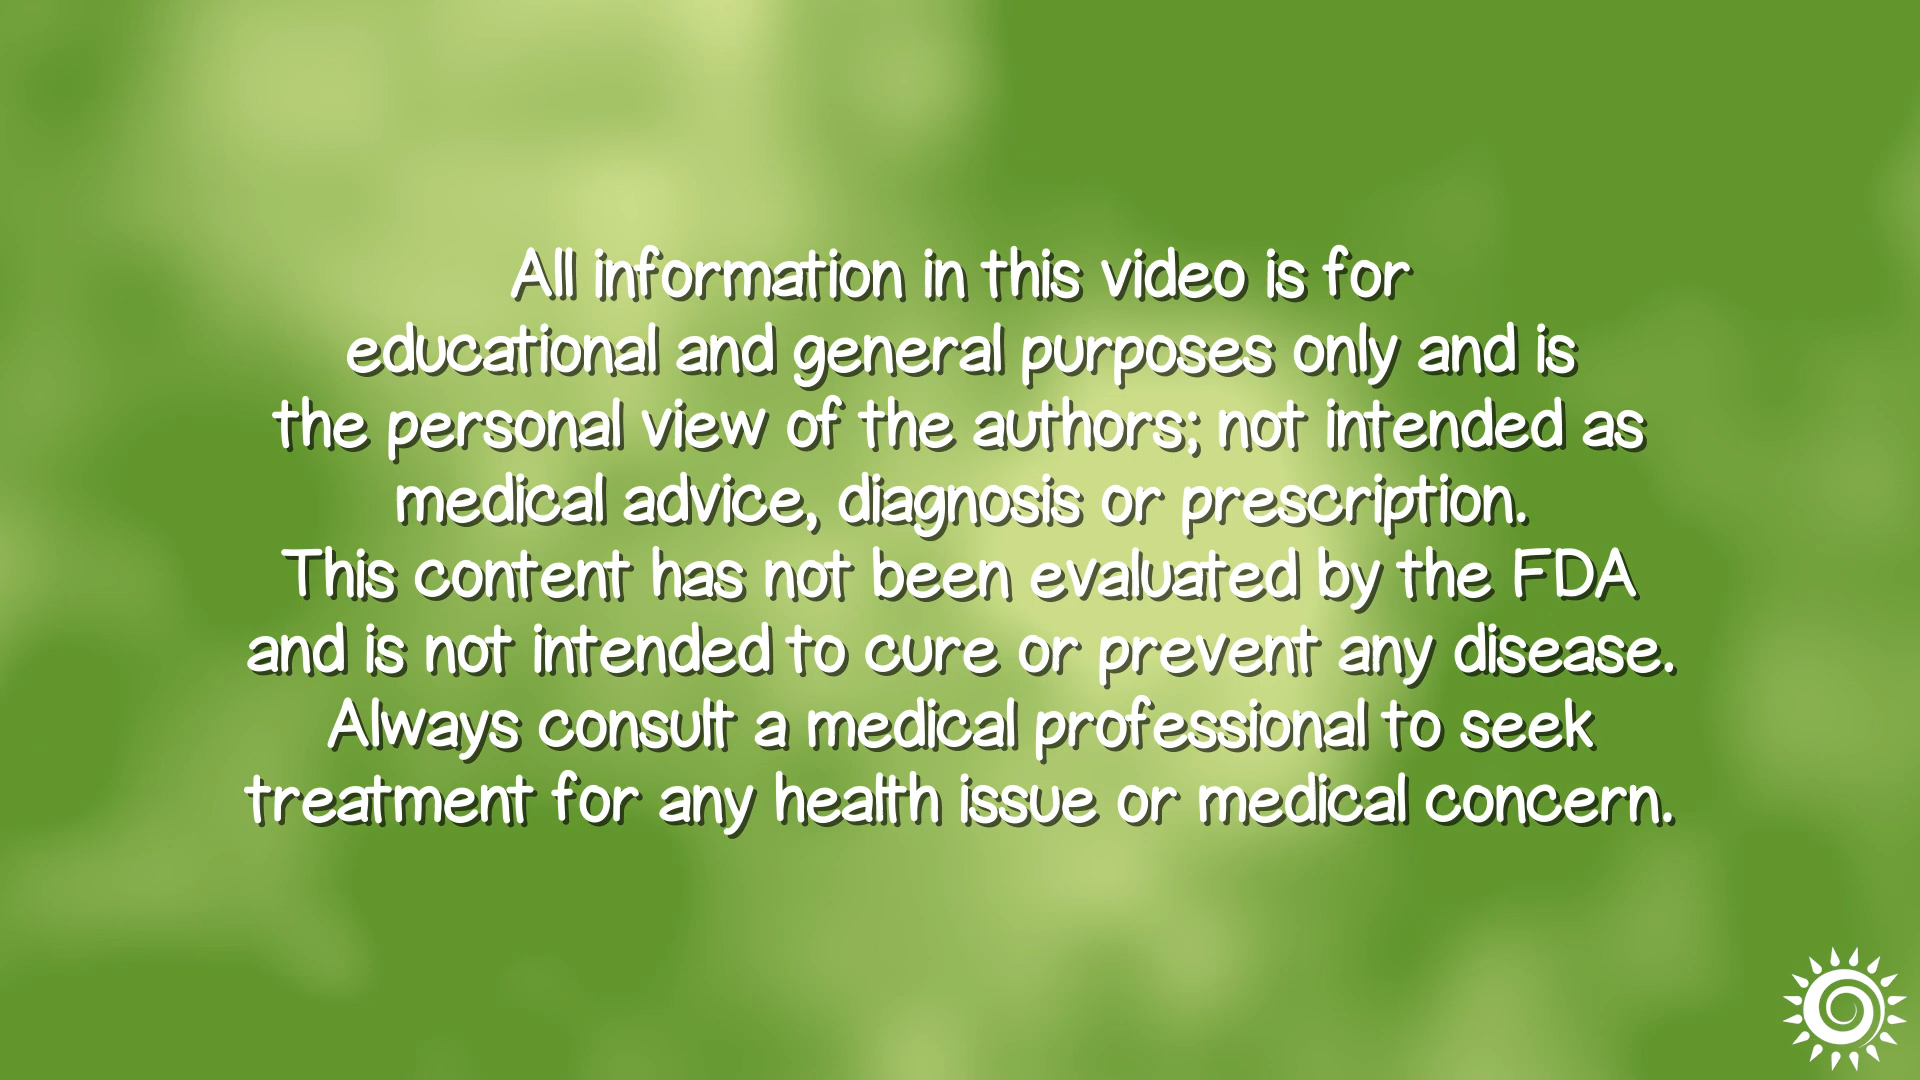 All information in this video is for
educational and general purposes only and is
the personal view of the authors; not intended as
medical advice, diagnosis or prescription.
This content has not been evaluated by the FDA
and is not intended to cure or prevent any disease.
Always consult a medical professional to seek
treatment for any health issue or medical concern.